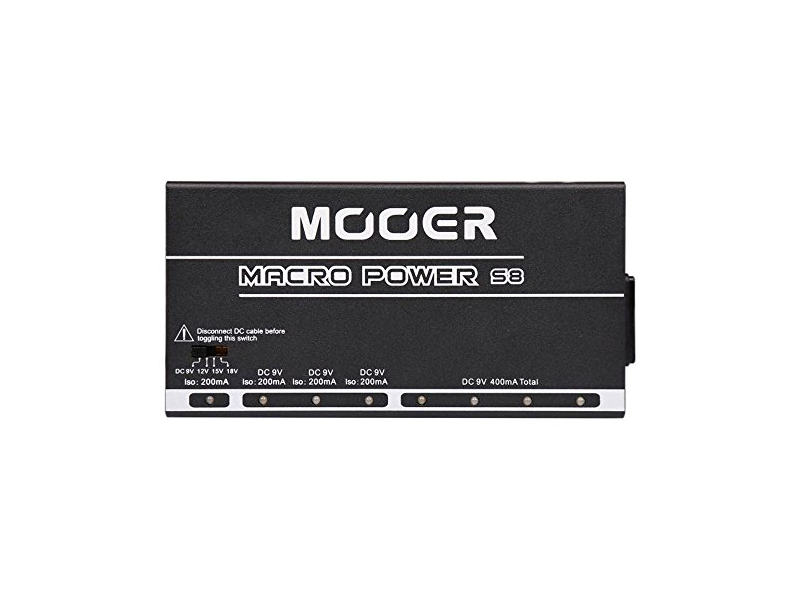 MOOER
MACRO POWER S8
Disconnect DC cable before
toggling this switch
DC 9V 12V 15V 18V
Iso: 200mA
DC 9V
Iso: 200mA
DC 9V
Iso: 200mA
DC 9V
Iso: 200mA
DC 9V 400mA Total